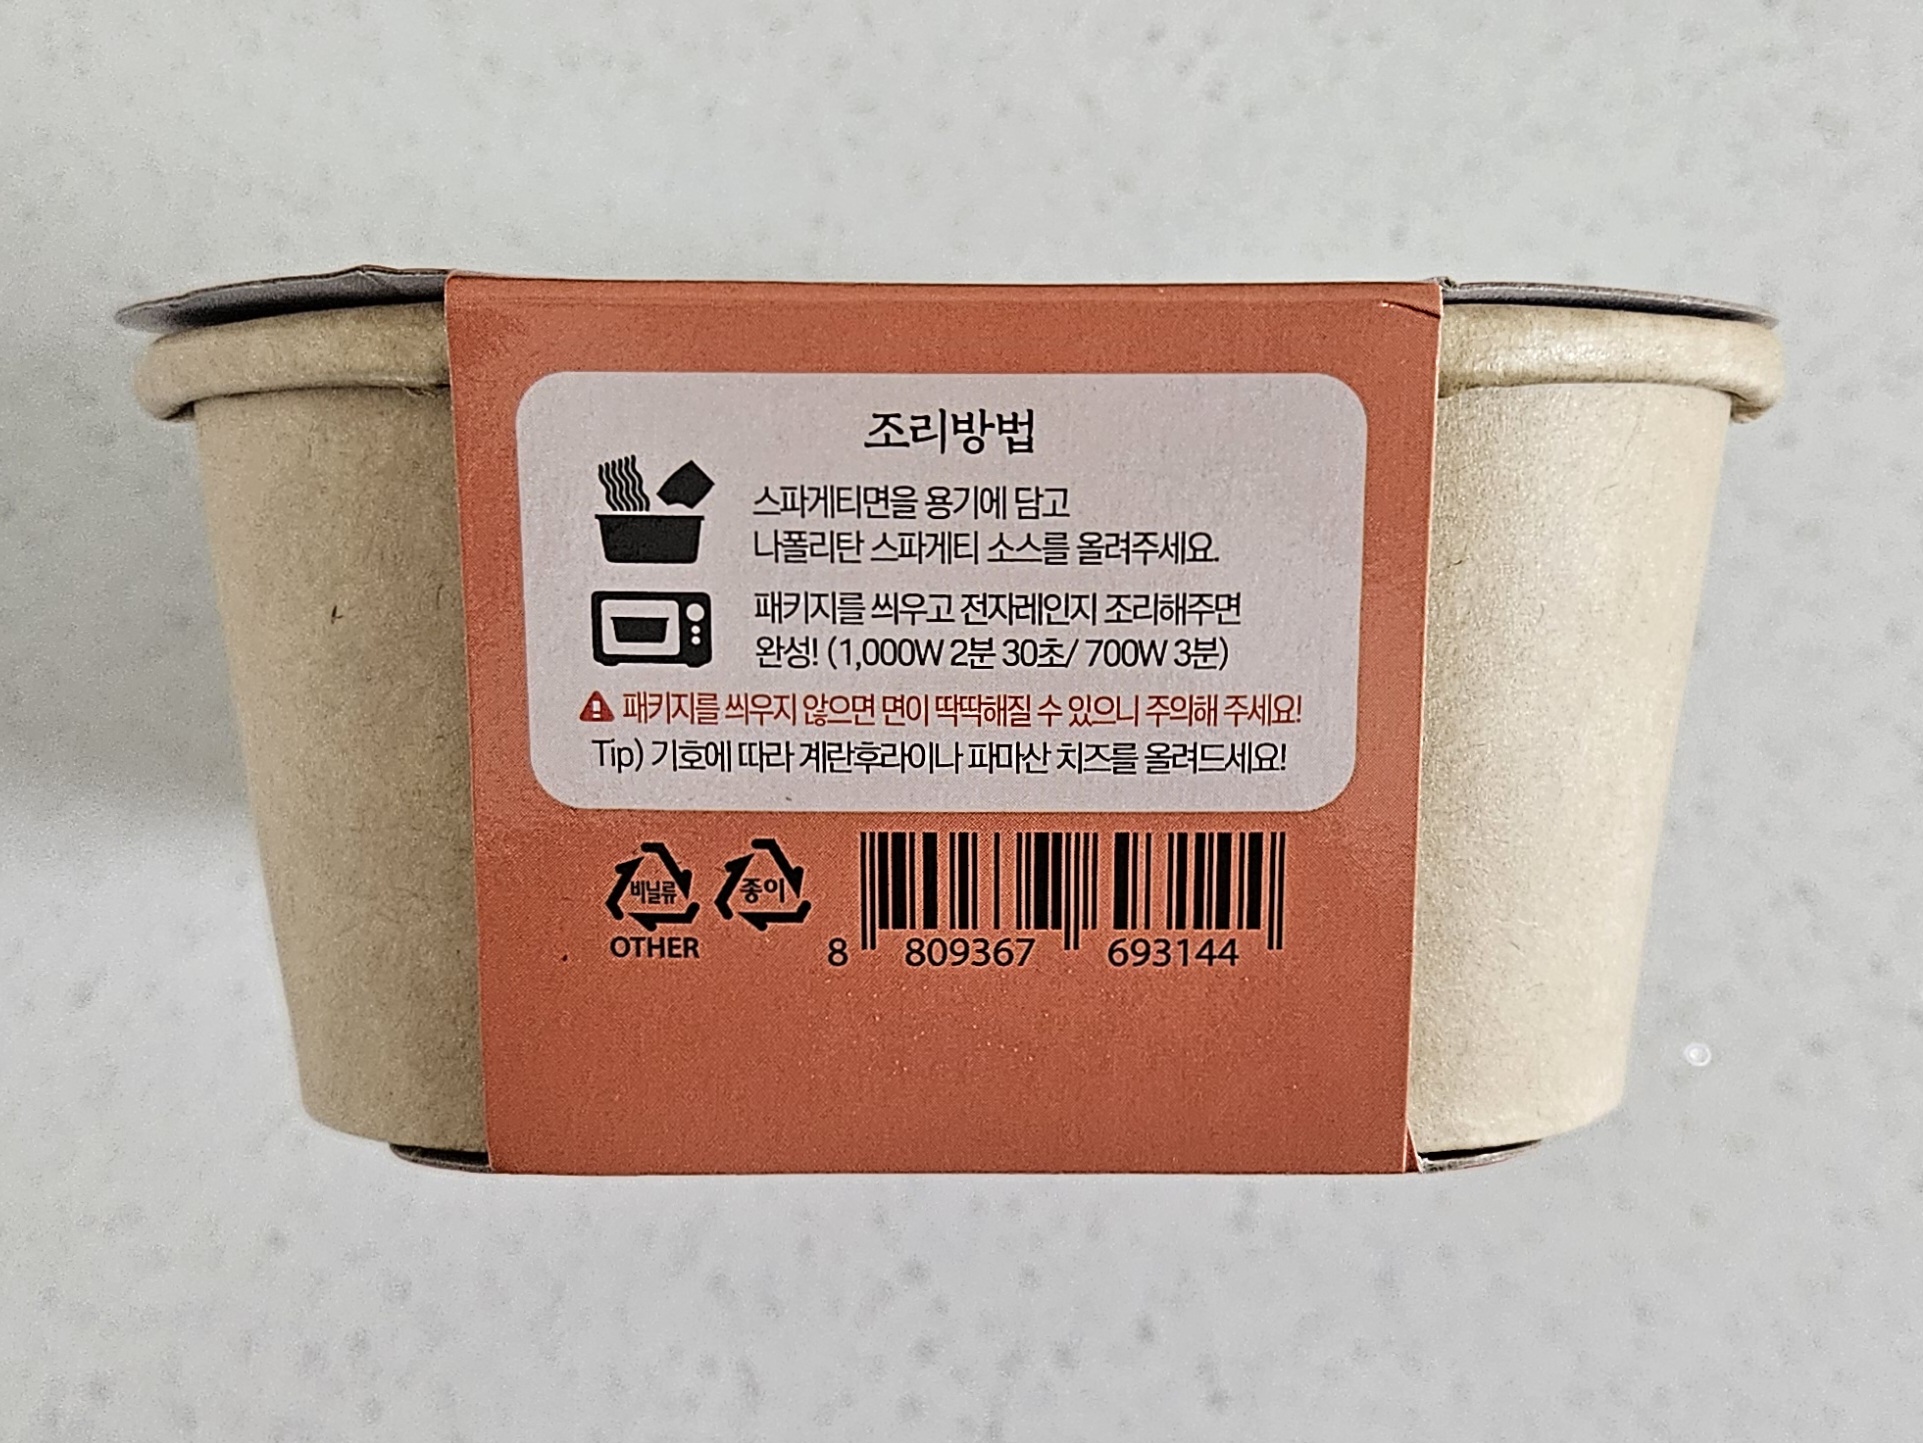 조리방법
스파게티면을 용기에 담고
나폴리탄 스파게티 소스를 올려주세요.
패키지를 씌우고 전자레인지 조리해주면
완성! (1,000W 2분 30초/ 700W 3분)
패키지를 씌우지 않으면 면이 딱딱해질 수 있으니 주의해 주세요!
Tip) 기호에 따라 계란후라이나 파마산 치즈를 올려드세요!
비닐류 종이
OTHER
8 809367 693144